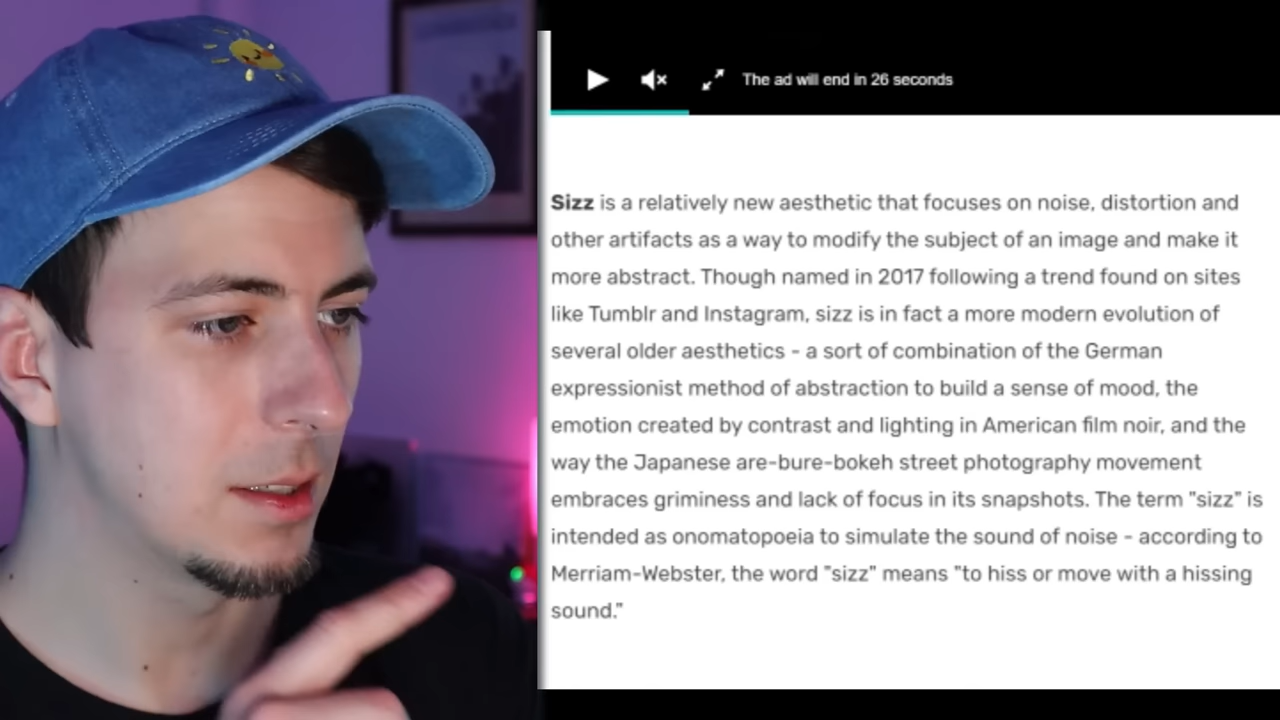 The ad will end in 26 seconds
Sizz is a relatively new aesthetic that focuses on noise, distortion and
other artifacts as a way to modify the subject of an image and make it
more abstract. Though named in 2017 following a trend found on sites
like Tumblr and Instagram, sizz is in fact a more modern evolution of
several older aesthetics - a sort of combination of the German
expressionist method of abstraction to build a sense of mood, the
emotion created by contrast and lighting in American film noir, and the
way the Japanese are-bure-bokeh street photography movement
embraces griminess and lack of focus in its snapshots. The term "sizz" is
intended as onomatopoeia to simulate the sound of noise - according to
Merriam-Webster, the word "sizz" means "to hiss or move with a hissing
sound."